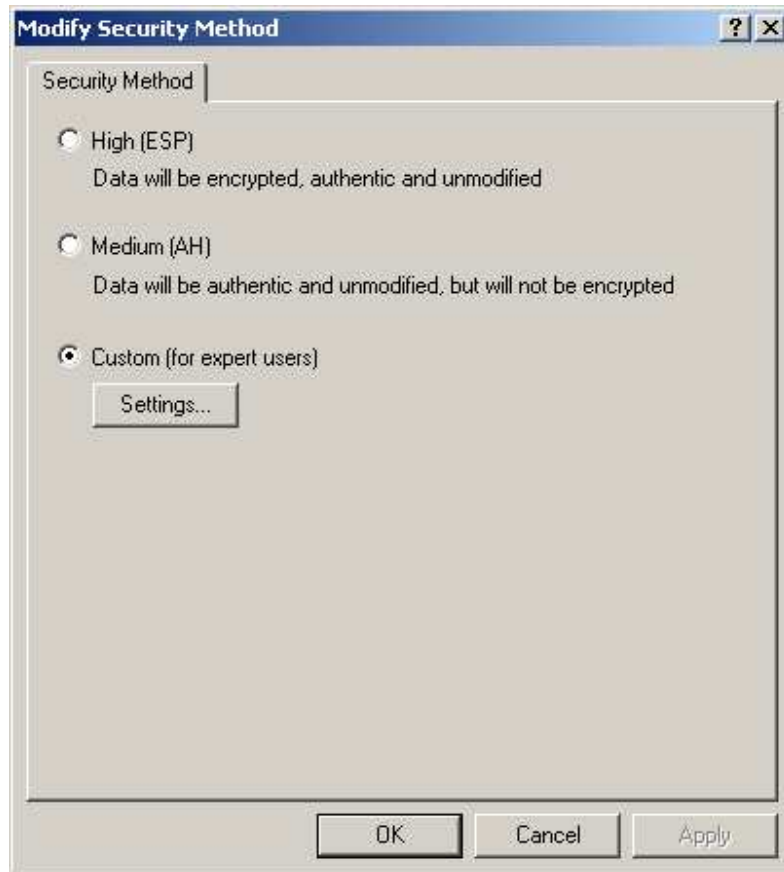 Modify Security Method
Security Method
High (ESP)
Data will be encrypted, authentic and unmodified
Medium (AH)
Data will be authentic and unmodified, but will not be encrypted
Custom (for expert users)
Settings...
OK Cancel Apply